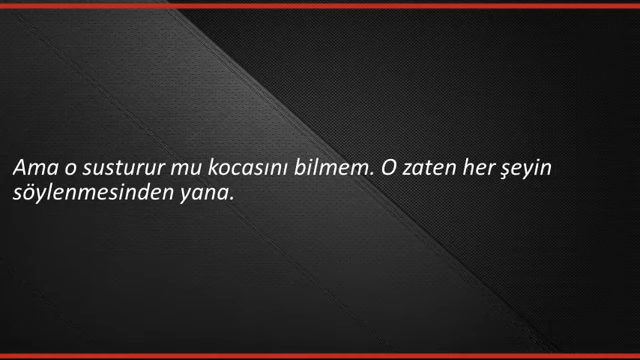 Ama o susturur mu kocasını bilmem. O zaten her şeyin
söylenmesinden yana.